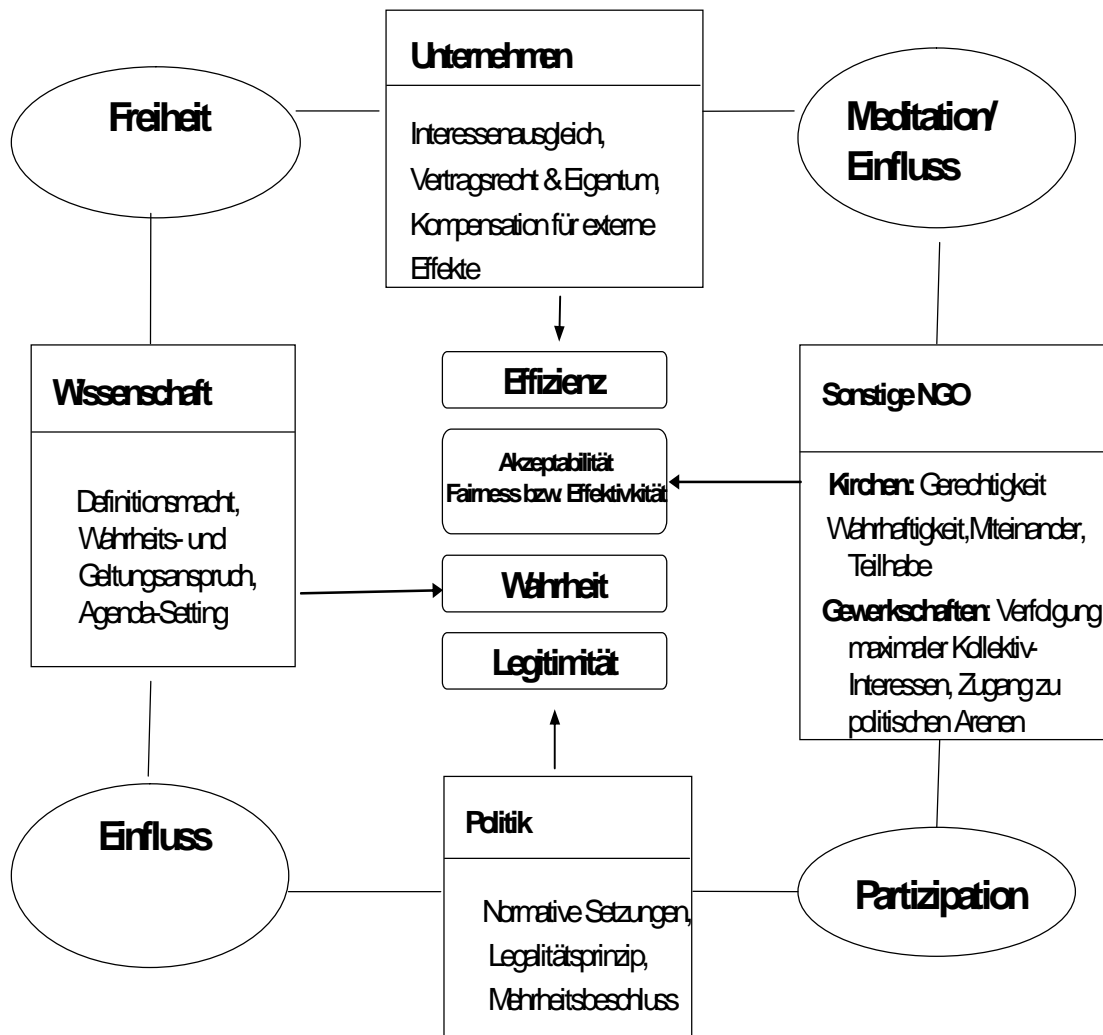 Unternehmen
Interessenausgleich,
Vertragsrecht & Eigentum,
Kompensation für externe
Effekte
Freiheit
Meditation/
Einfluss
Wissenschaft
Definitionsmacht,
Wahrheits- und
Geltungsanspruch,
Agenda-Setting
Effizienz
Akzeptabilität
Fairness bzw. Effektivkität
Wahrheit
Legitimität
Sonstige NGO
Kirchen: Gerechtigkeit
Wahrhaftigkeit, Miteinander,
Teilhabe
Gewerkschaften: Verfolgung
maximaler Kollektiv-
Interessen, Zugang zu
politischen Arenen
Einfluss
Politik
Normative Setzungen,
Legalitätsprinzip,
Mehrheitsbeschluss
Partizipation